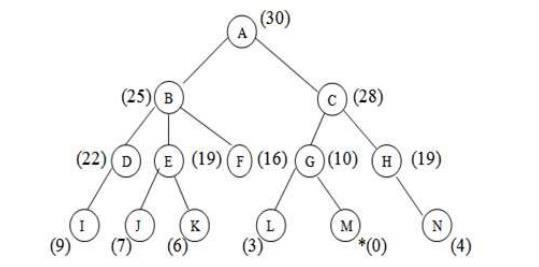 A (30)
(25) B C (28)
(22) D E (19) F (16) G (10) H (19)
I J K L M N
(9) (7) (6) (3) *(0) (4)